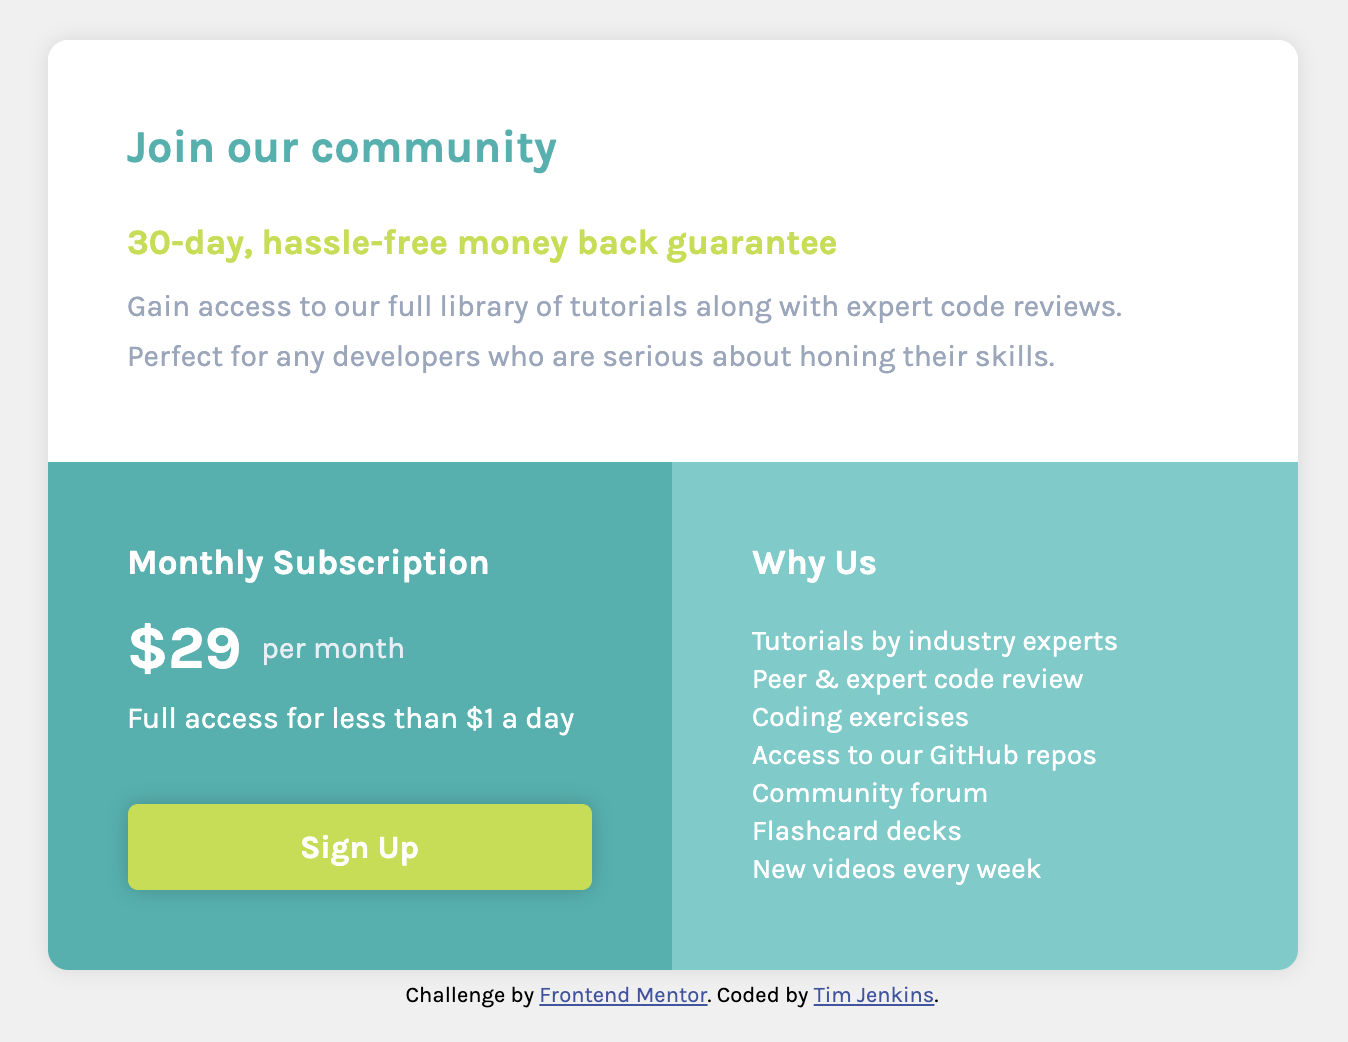 Join our community
30-day, hassle-free money back guarantee
Gain access to our full library of tutorials along with expert code reviews.
Perfect for any developers who are serious about honing their skills.
Monthly Subscription
$29 per month
Full access for less than $1 a day
Sign Up
Why Us
Tutorials by industry experts
Peer & expert code review
Coding exercises
Access to our GitHub repos
Community forum
Flashcard decks
New videos every week
Challenge by Frontend Mentor. Coded by Tim Jenkins.